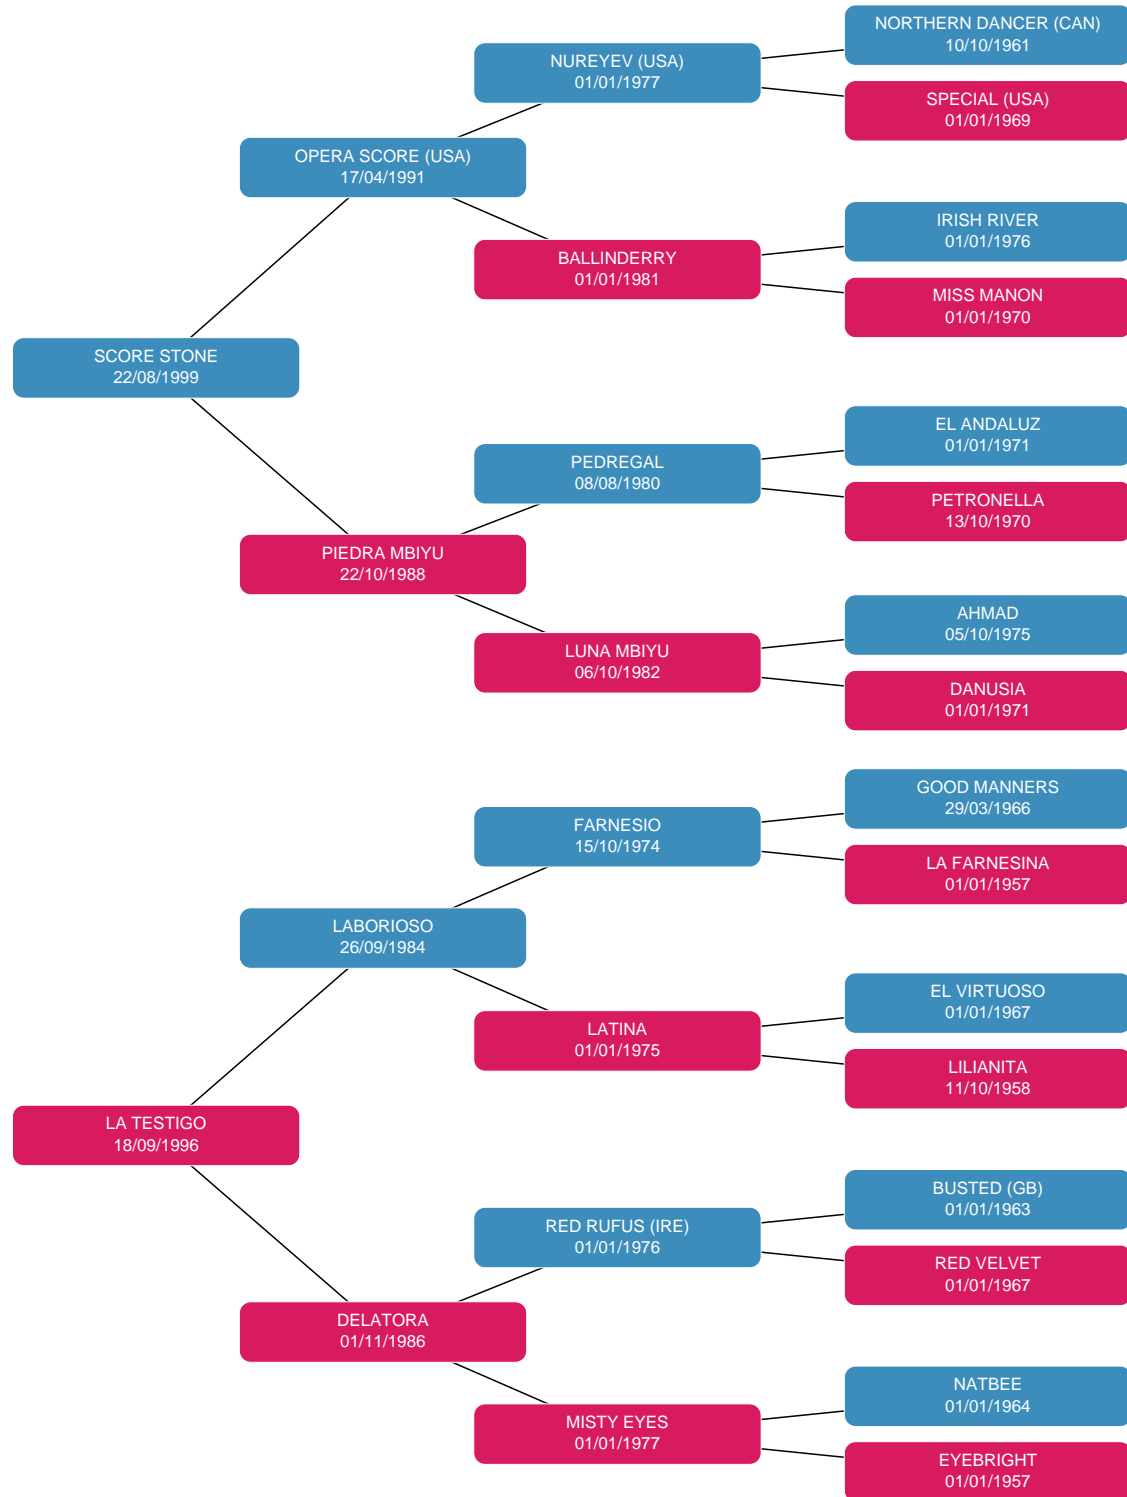 NORTHERN DANCER (CAN)
10/10/1961
NUREYEV (USA)
01/01/1977
SPECIAL (USA)
01/01/1969
OPERA SCORE (USA)
17/04/1991
IRISH RIVER
01/01/1976
BALLINDERRY
01/01/1981
MISS MANON
01/01/1970
SCORE STONE
22/08/1999
EL ANDALUZ
01/01/1971
PEDREGAL
08/08/1980
PETRONELLA
13/10/1970
PIEDRA MBIYU
22/10/1988
AHMAD
05/10/1975
LUNA MBIYU
06/10/1982
DANUSIA
01/01/1971
GOOD MANNERS
29/03/1966
FARNESIO
15/10/1974
LA FARNESINA
01/01/1957
LABORIOSO
26/09/1984
EL VIRTUOSO
01/01/1967
LATINA
01/01/1975
LILIANITA
11/10/1958
LA TESTIGO
18/09/1996
BUSTED (GB)
01/01/1963
RED RUFUS (IRE)
01/01/1976
RED VELVET
01/01/1967
DELATORA
01/11/1986
NATBEE
01/01/1964
MISTY EYES
01/01/1977
EYEBRIGHT
01/01/1957